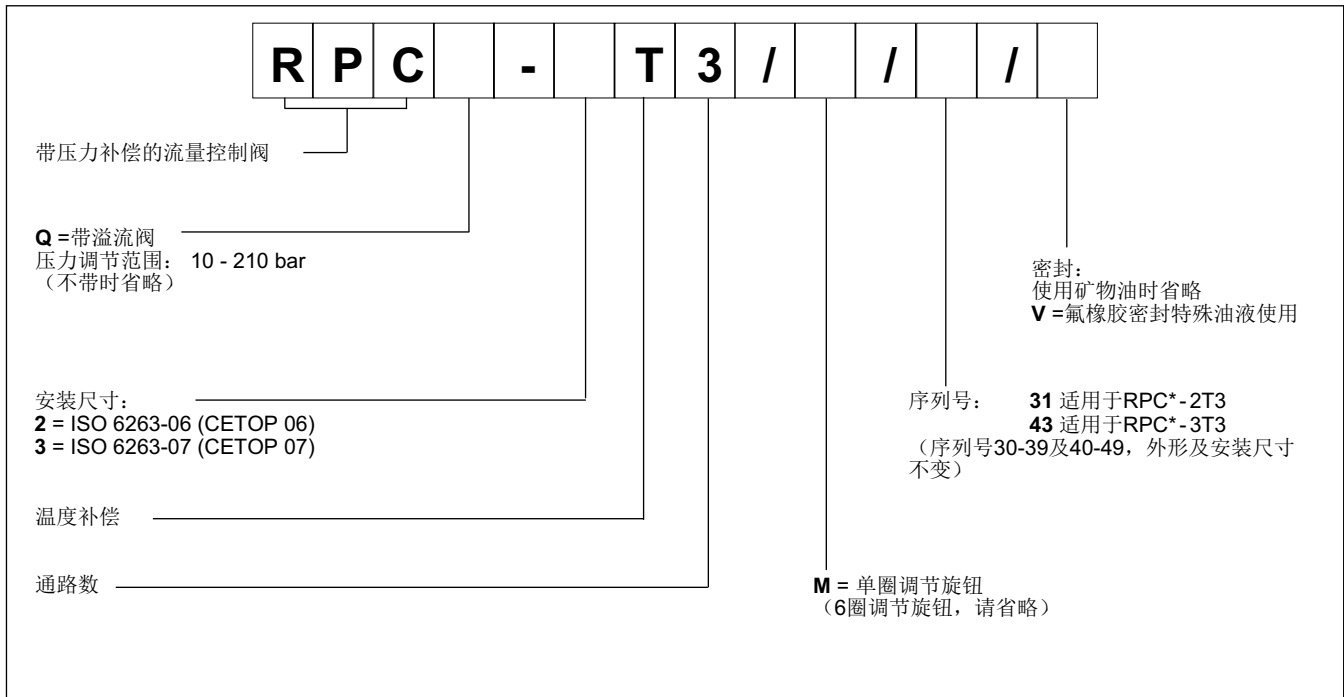 R P C - T 3 / / /
带压力补偿的流量控制阀
Q =带溢流阀
压力调节范围： 10 - 210 bar
（不带时省略）
密封：
使用矿物油时省略
V =氟橡胶密封特殊油液使用
安装尺寸：
2 = ISO 6263-06 (CETOP 06)
3 = ISO 6263-07 (CETOP 07)
序列号： 31 适用于RPC*-2T3
43 适用于RPC*-3T3
（序列号30-39及40-49，外形及安装尺寸
不变）
温度补偿
通路数
M = 单圈调节旋钮
（6圈调节旋钮，请省略）